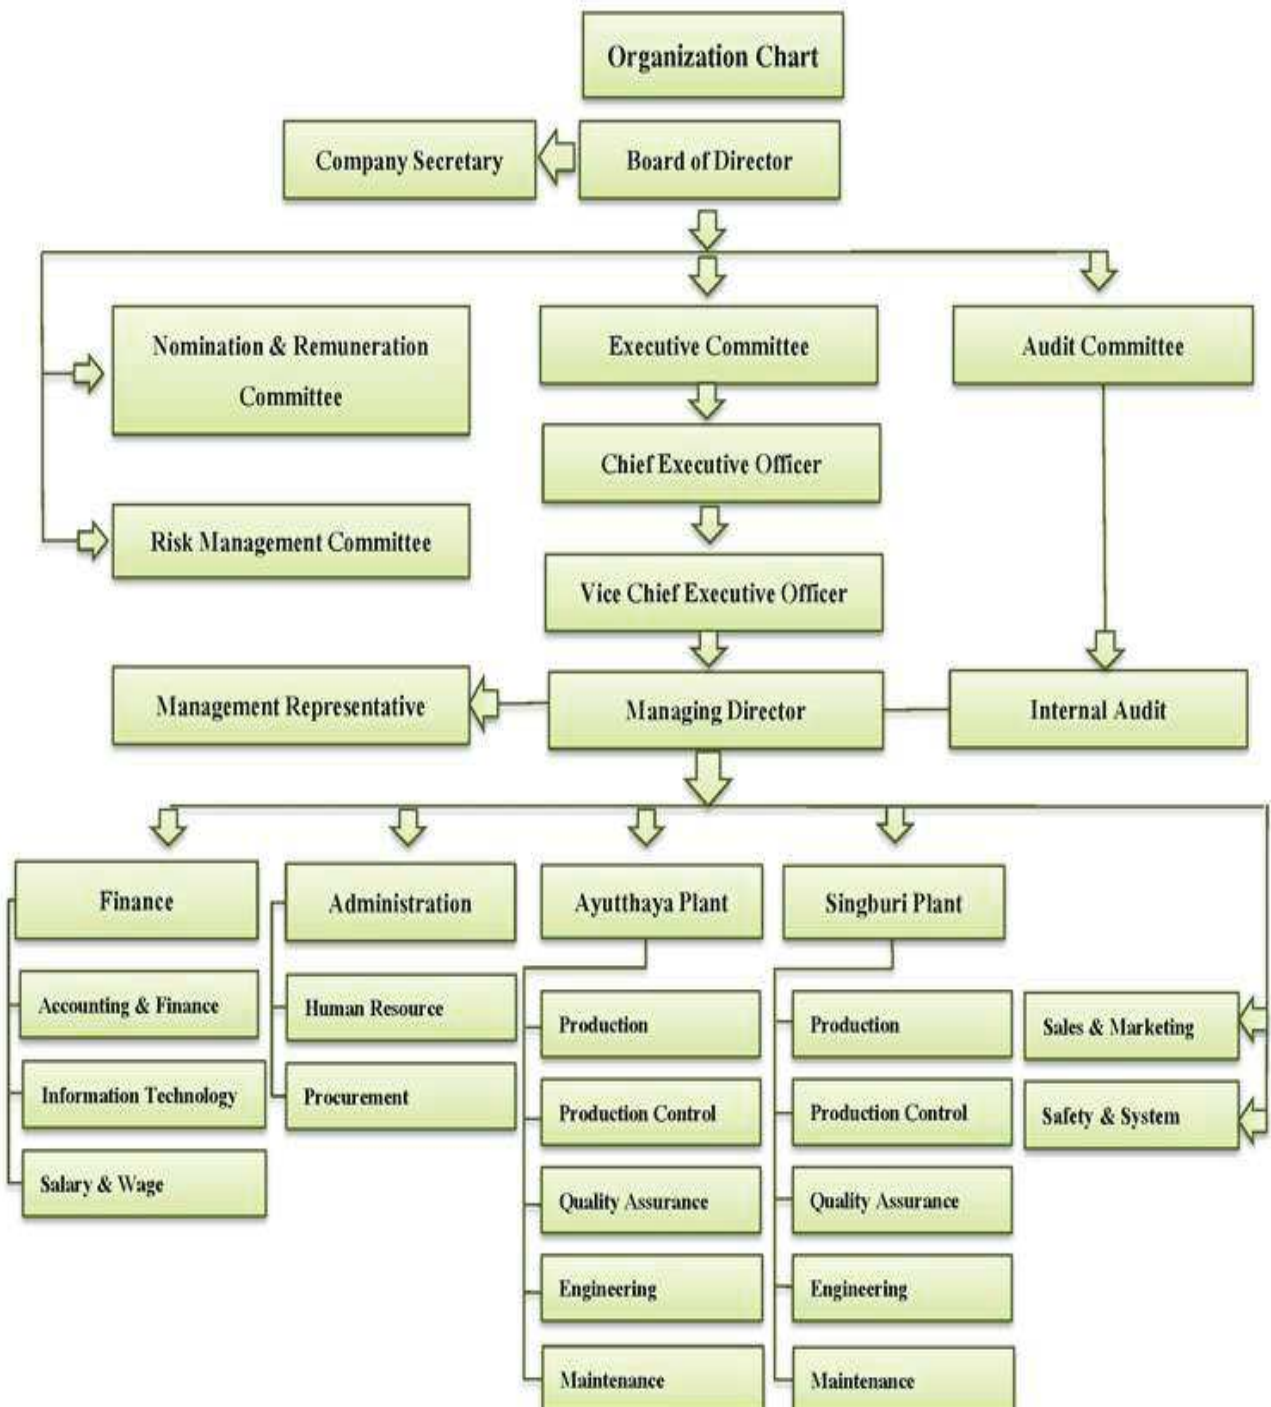 Organization Chart
Company Secretary
Board of Director
Nomination & Remuneration
Committee
Executive Committee
Audit Committee
Chief Executive Officer
Risk Management Committee
Vice Chief Executive Officer
Management Representative
Managing Director
Internal Audit
Finance
Accounting & Finance
Information Technology
Salary & Wage
Administration
Human Resource
Procurement
Ayutthaya Plant
Production
Production Control
Quality Assurance
Engineering
Maintenance
Singburi Plant
Production
Production Control
Quality Assurance
Engineering
Maintenance
Sales & Marketing
Safety & System